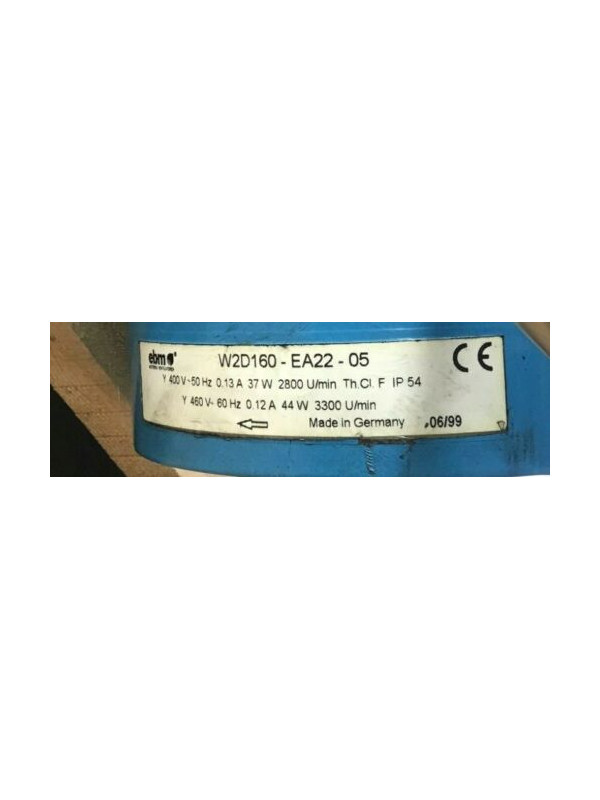 ebm
W2D160 - EA22 - 05
CE
Y 400 V~50 Hz 0.13 A 37 W 2800 U/min Th.Cl. F IP 54
Y 460 V~ 60 Hz 0.12 A 44 W 3300 U/min
Made in Germany 06/99